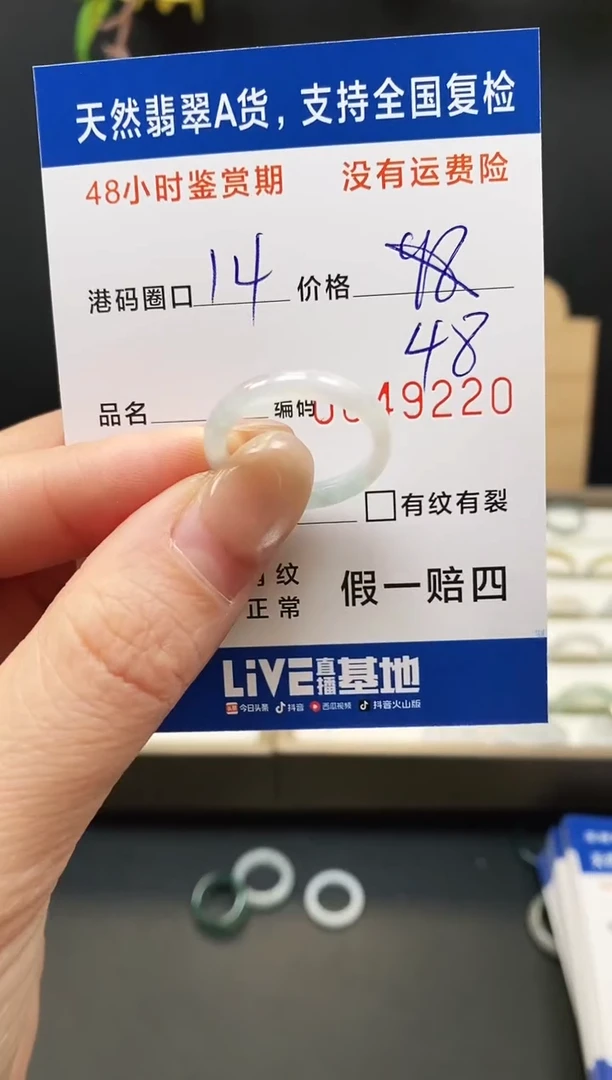 天然翡翠A货，支持全国复检
48小时鉴赏期 没有运费险
港码圈口 14 价格 48
48
品名 编码 49220
□有纹有裂
纹 假一赔四
正常
LiVE直播基地
今日头条 抖音 西瓜视频 抖音火山版